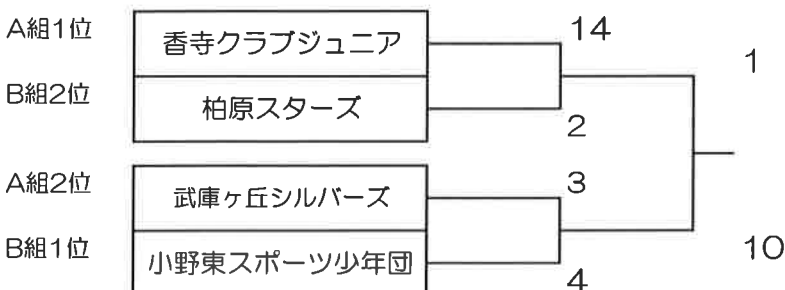 A組1位 香寺クラブジュニア 14
1
B組2位 柏原スターズ 2
A組2位 武庫ヶ丘シルバーズ 3
B組1位 小野東スポーツ少年団 4
10